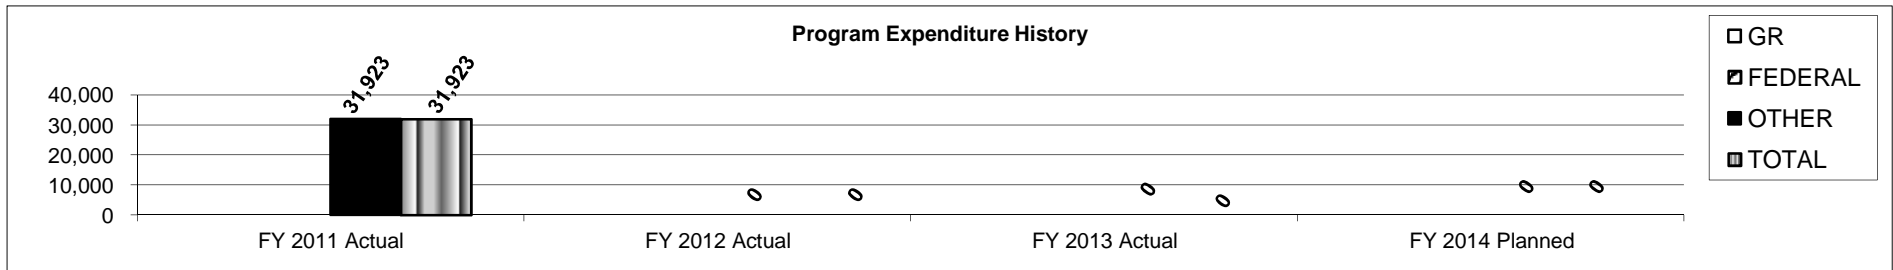 Program Expenditure History
GR
FEDERAL
OTHER
TOTAL
31,923
31,923
40,000
30,000
20,000
10,000
0
0
0
0
0
0
0
FY 2011 Actual
FY 2012 Actual
FY 2013 Actual
FY 2014 Planned